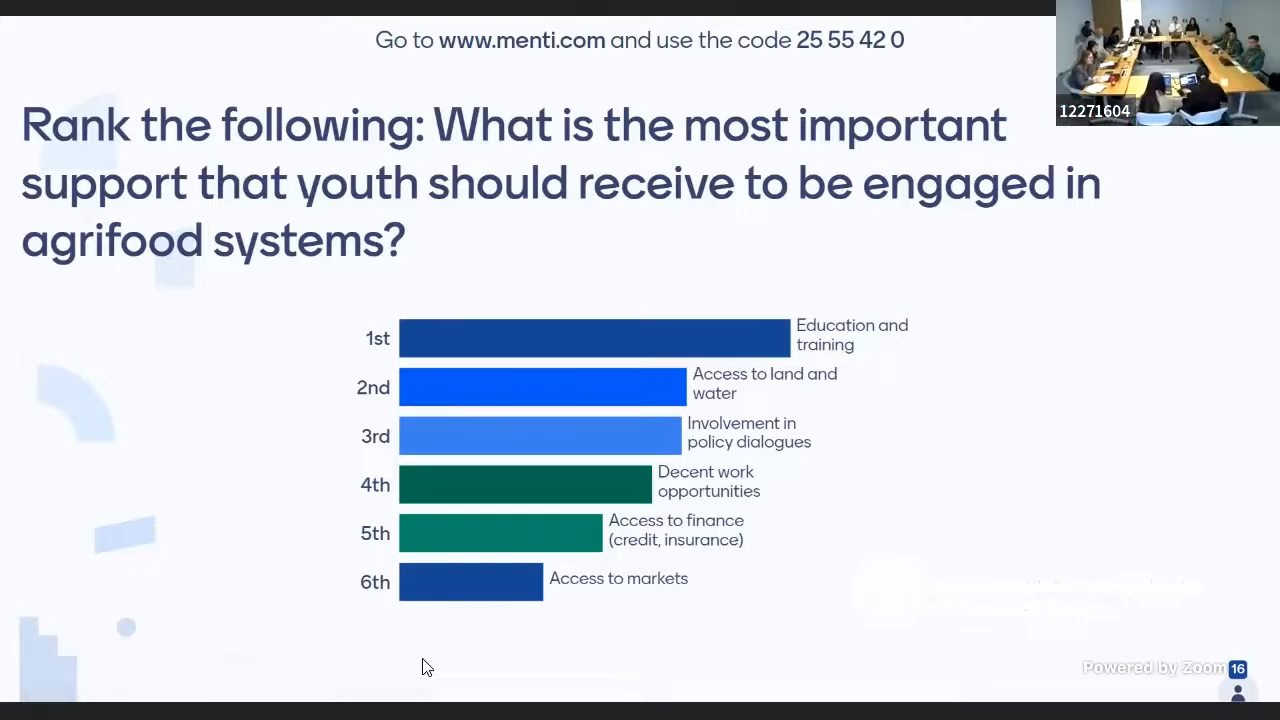 Go to www.menti.com and use the code 25 55 42 0
12271604
Rank the following: What is the most important
support that youth should receive to be engaged in
agrifood systems?
1st
Education and
training
2nd
Access to land and
water
3rd
Involvement in
policy dialogues
4th
Decent work
opportunities
5th
Access to finance
(credit, insurance)
6th
Access to markets
Powered by Zoom
16